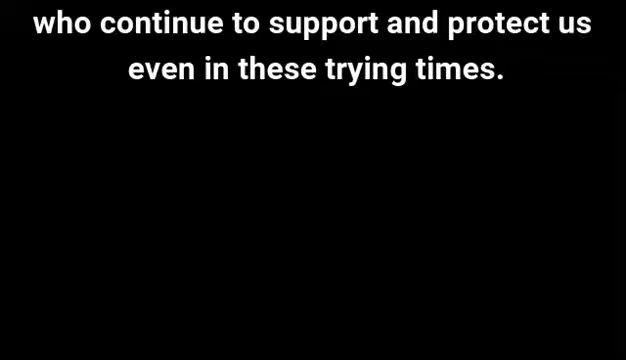 who continue to support and protect us
even in these trying times.